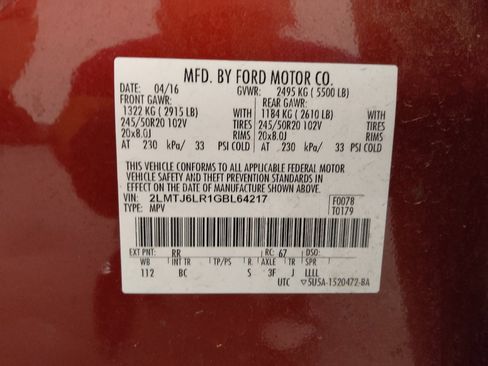 MFD. BY FORD MOTOR CO.
DATE: 04/16 GVWR: 2495 KG ( 5500 LB)
FRONT GAWR: REAR GAWR:
1322 KG ( 2915 LB) WITH 1184 KG ( 2610 LB) WITH
245/50R20 102V TIRES 245/50R20 102V TIRES
20x8.0J RIMS 20x8.0J RIMS
AT 230 kPa/ 33 PSI COLD AT 230 kPa/ 33 PSI COLD
THIS VEHICLE CONFORMS TO ALL APPLICABLE FEDERAL MOTOR
VEHICLE SAFETY AND THEFT PREVENTION STANDARDS IN
EFFECT ON THE DATE OF MANUFACTURE SHOWN ABOVE.
VIN: 2LMTJ6LR1GBL64217 F0078
TYPE: MPV T0179
EXT PNT: RR RC: 67 DSO:
WB INT TR TP/PS R AXLE TR SPR
112 BC S 3F J LLLL
UTC ▽5U5A-1520472-BA